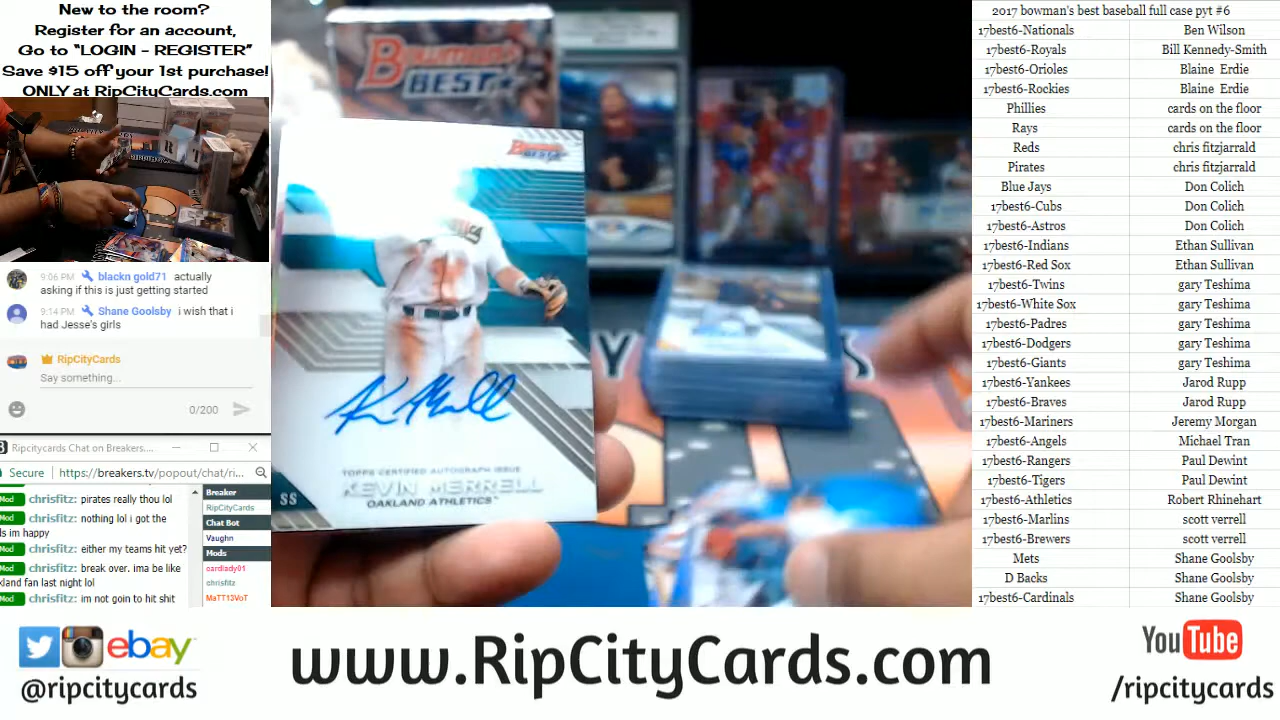 New to the room?
Register for an account,
Go to “LOGIN - REGISTER”
Save $15 off your 1st purchase!
ONLY at RipCityCards.com
9:06 PM blackn gold71 actually
asking if this is just getting started
9:14 PM Shane Goolsby i wish that i
had Jesse's girls
RipCityCards
Say something...
0/200
Ripcitycards Chat on Breakers....
Secure https://breakers.tv/popout/chat/ri...
Mod chrisfitz: pirates really thou lol
Mod chrisfitz: nothing lol i got the
ds im happy
Mod chrisfitz: either my teams hit yet?
Mod chrisfitz: break over. ima be like
kland fan last night lol
Mod chrisfitz: im not goin to hit shit
Breaker
RipCityCards
Chat Bot
Vaughn
Mods
cardlady01
chrisfitz
MaTT13VoT
Bowman's
BEST
Bowman's
BEST
TOPPS CERTIFIED AUTOGRAPH ISSUE
KEVIN MERRELL
OAKLAND ATHLETICS™
SS
2017 bowman's best baseball full case pyt #6
17best6-Nationals Ben Wilson
17best6-Royals Bill Kennedy-Smith
17best6-Orioles Blaine Erdie
17best6-Rockies Blaine Erdie
Phillies cards on the floor
Rays cards on the floor
Reds chris fitzjarrald
Pirates chris fitzjarrald
Blue Jays Don Colich
17best6-Cubs Don Colich
17best6-Astros Don Colich
17best6-Indians Ethan Sullivan
17best6-Red Sox Ethan Sullivan
17best6-Twins gary Teshima
17best6-White Sox gary Teshima
17best6-Padres gary Teshima
17best6-Dodgers gary Teshima
17best6-Giants gary Teshima
17best6-Yankees Jarod Rupp
17best6-Braves Jarod Rupp
17best6-Mariners Jeremy Morgan
17best6-Angels Michael Tran
17best6-Rangers Paul Dewint
17best6-Tigers Paul Dewint
17best6-Athletics Robert Rhinehart
17best6-Marlins scott verrell
17best6-Brewers scott verrell
Mets Shane Goolsby
D Backs Shane Goolsby
17best6-Cardinals Shane Goolsby
ebay
@ripcitycards
www.RipCityCards.com
YouTube
/ripcitycards